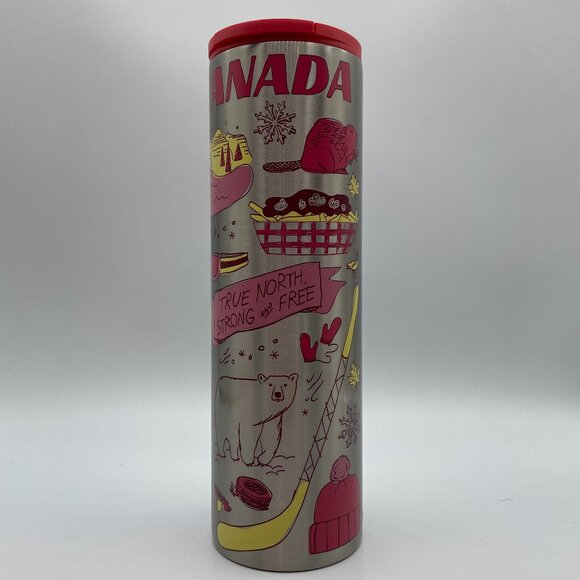 ANADA
TRUE NORTH,
STRONG AND FREE